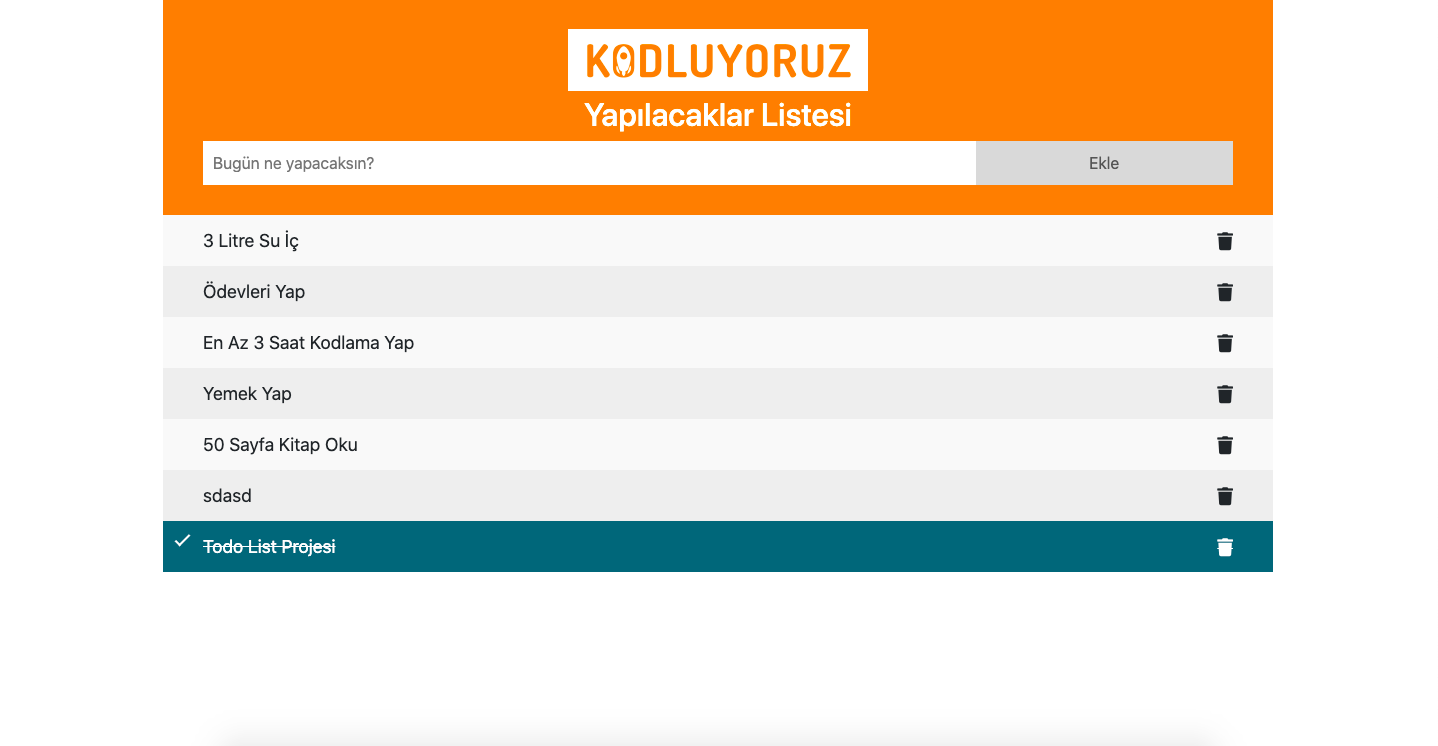 KODLUYORUZ
Yapılacaklar Listesi
Bugün ne yapacaksın?
Ekle
3 Litre Su İç
Ödevleri Yap
En Az 3 Saat Kodlama Yap
Yemek Yap
50 Sayfa Kitap Oku
sdasd
Todo List Projesi